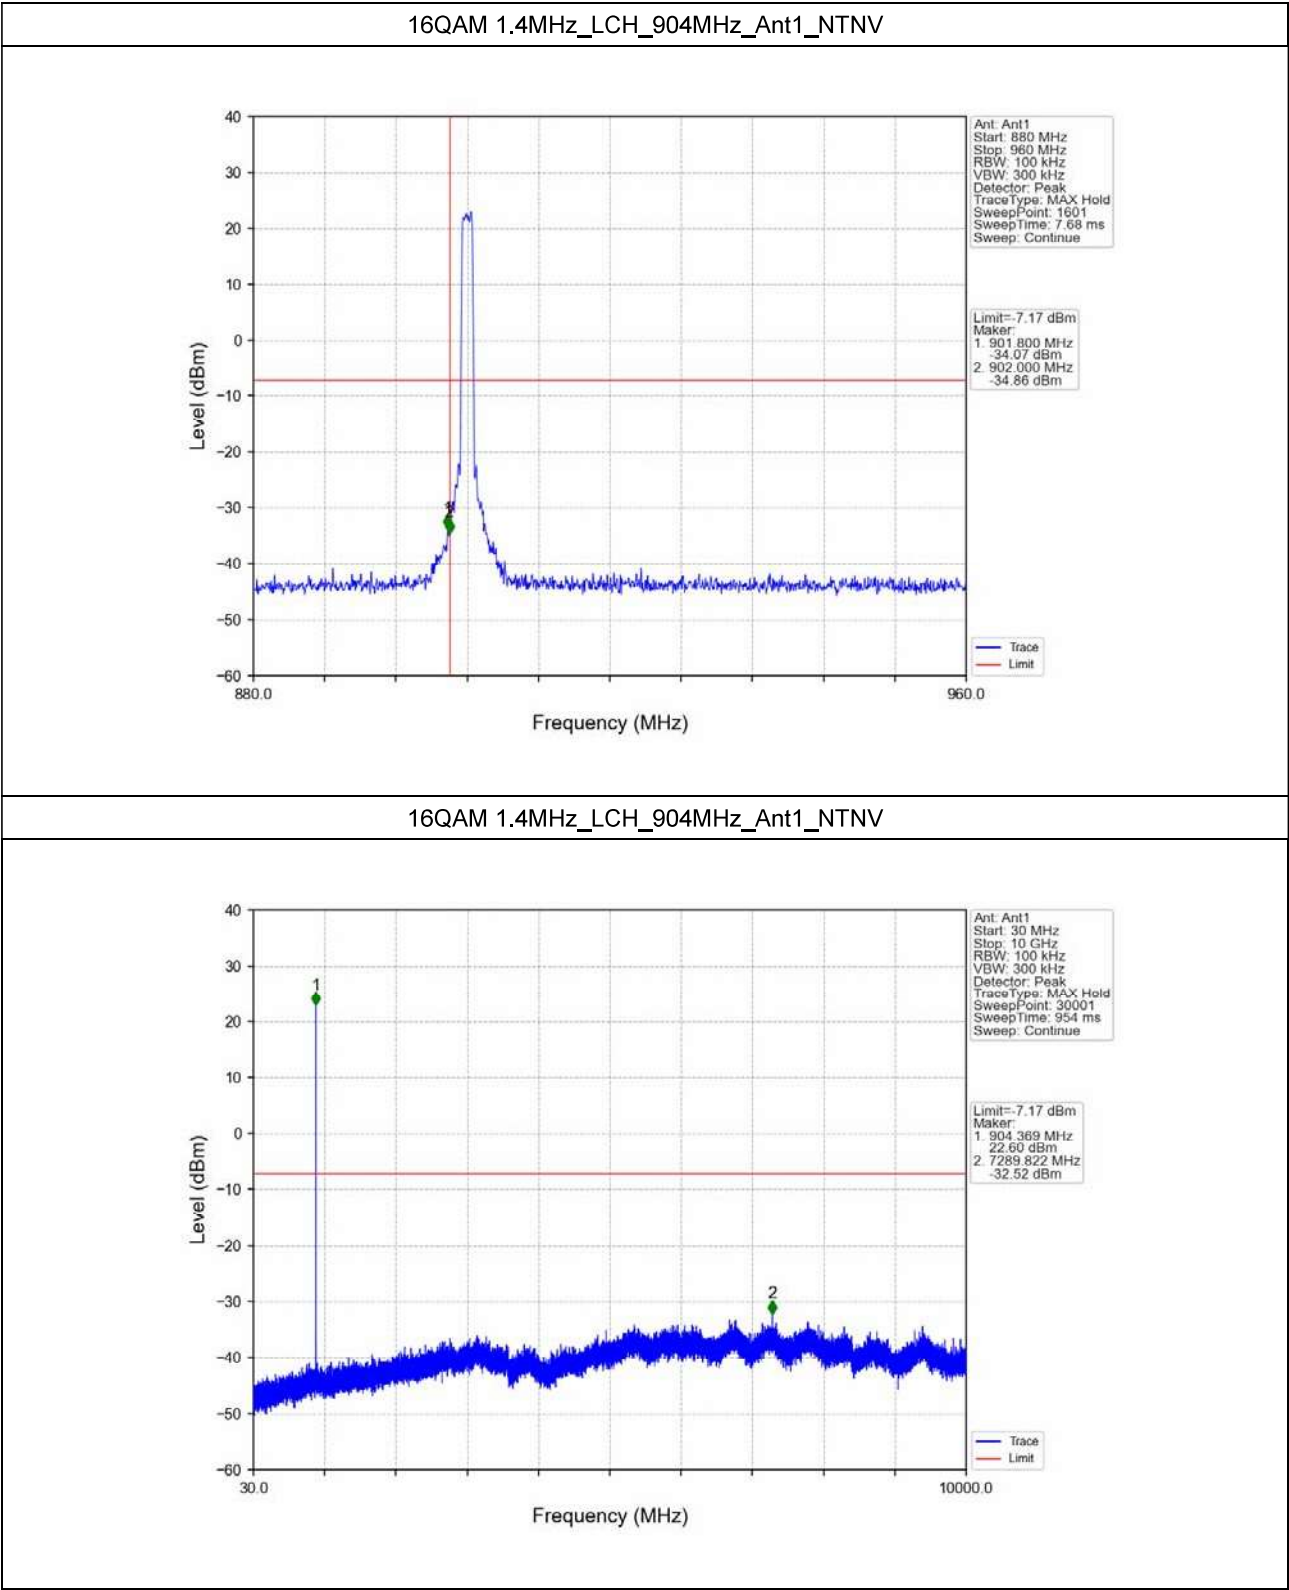 16QAM 1.4MHz_LCH_904MHz_Ant1_NTNV
40
30
20
10
0
−10
−20
−30
−40
−50
−60
Level (dBm)
880.0
960.0
Frequency (MHz)
Ant: Ant1
Start: 880 MHz
Stop: 960 MHz
RBW: 100 kHz
VBW: 300 kHz
Detector: Peak
TraceType: MAX Hold
SweepPoint: 1601
SweepTime: 7.68 ms
Sweep: Continue
Limit=-7.17 dBm
Maker:
1. 901.800 MHz
-34.07 dBm
2. 902.000 MHz
-34.86 dBm
Trace
Limit
16QAM 1.4MHz_LCH_904MHz_Ant1_NTNV
40
30
20
10
0
−10
−20
−30
−40
−50
−60
Level (dBm)
1
2
30.0
10000.0
Frequency (MHz)
Ant: Ant1
Start: 30 MHz
Stop: 10 GHz
RBW: 100 kHz
VBW: 300 kHz
Detector: Peak
TraceType: MAX Hold
SweepPoint: 30001
SweepTime: 954 ms
Sweep: Continue
Limit=-7.17 dBm
Maker:
1. 904.369 MHz
22.60 dBm
2. 7289.822 MHz
-32.52 dBm
Trace
Limit